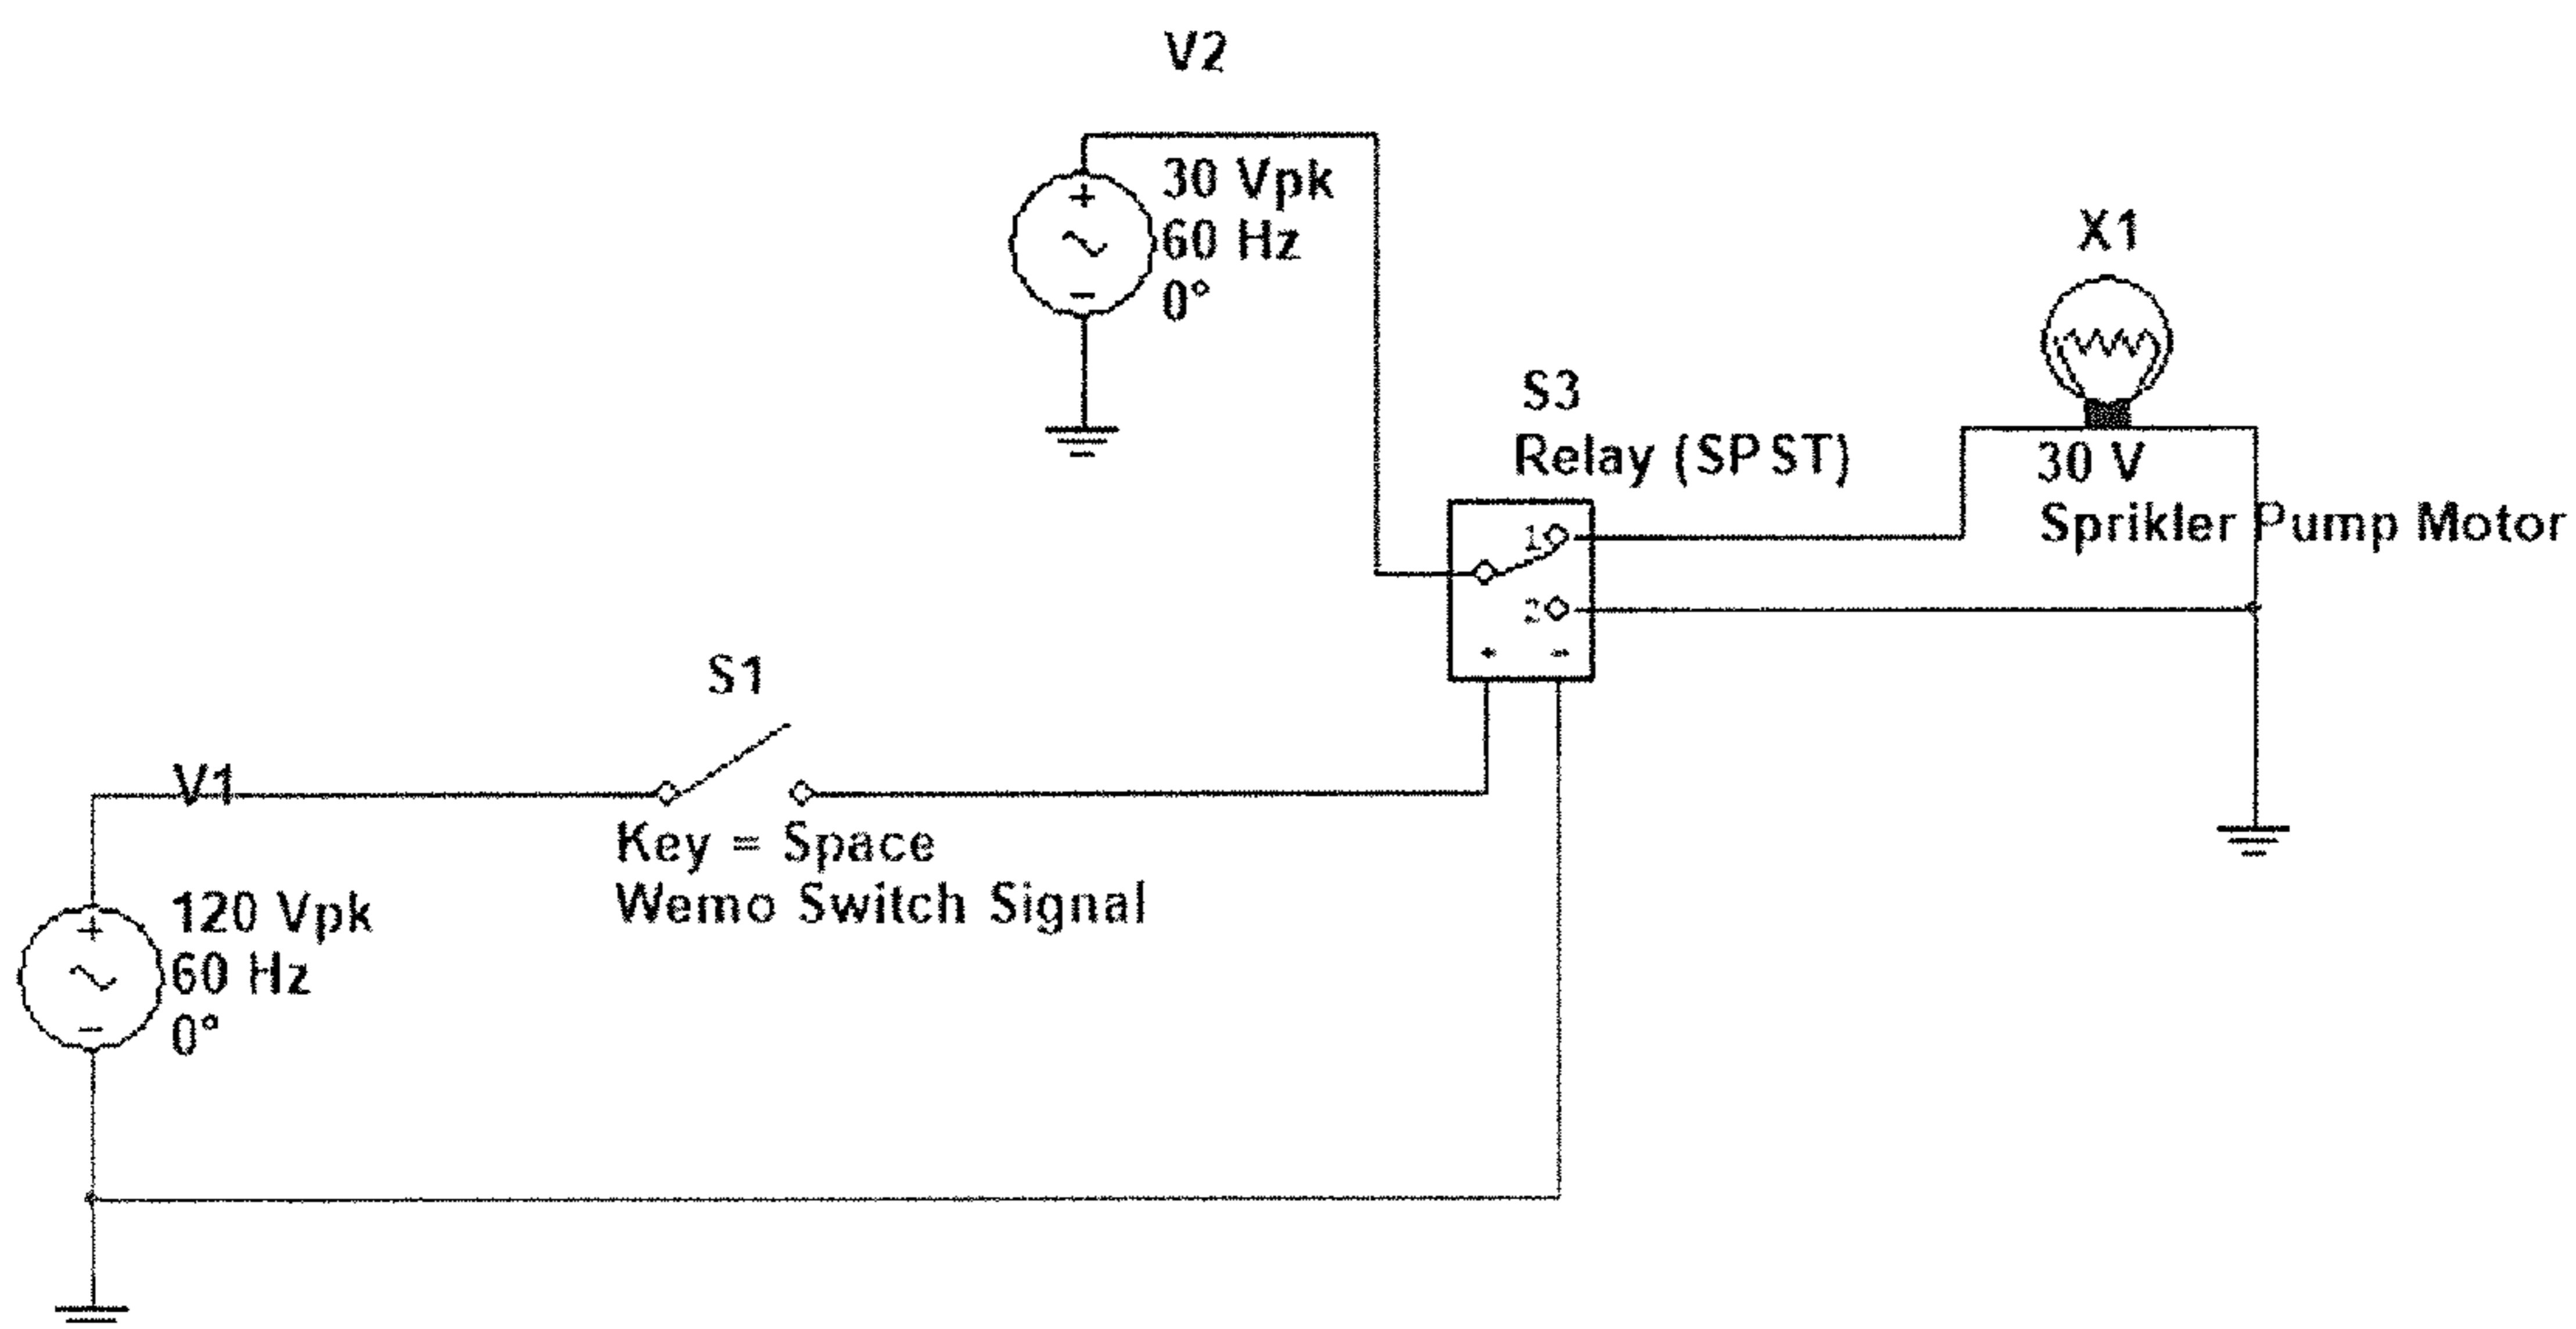 V2
30 Vpk
60 Hz
0°
X1
30 V
Sprikler Pump Motor
S3
Relay (SPST)
1
2
S1
Key = Space
Wemo Switch Signal
V1
120 Vpk
60 Hz
0°